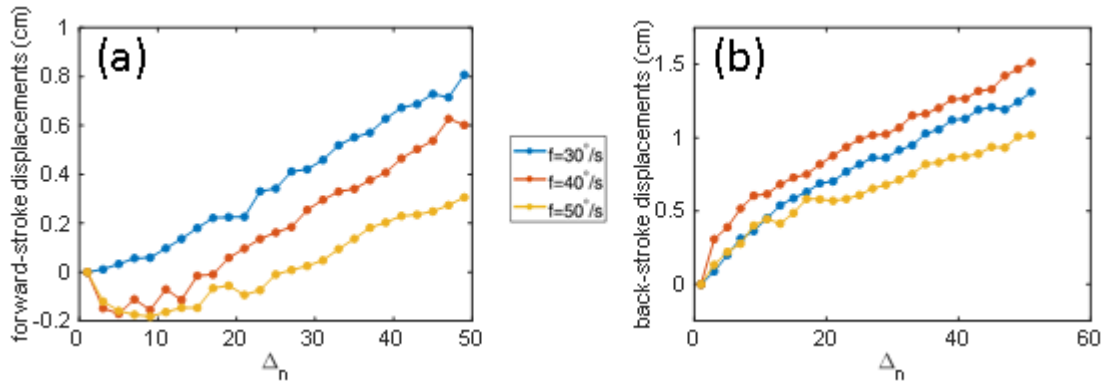 (a)
forward-stroke displacements (cm)
1
0.8
0.6
0.4
0.2
0
-0.2
0 10 20 30 40 50
Δn
f=30°/s
f=40°/s
f=50°/s
(b)
back-stroke displacements (cm)
1.5
1
0.5
0
0 20 40 60
Δn